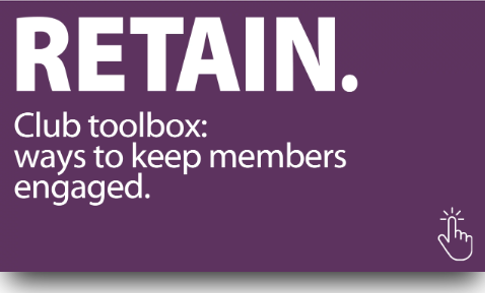 RETAIN.
Club toolbox:
ways to keep members
engaged.